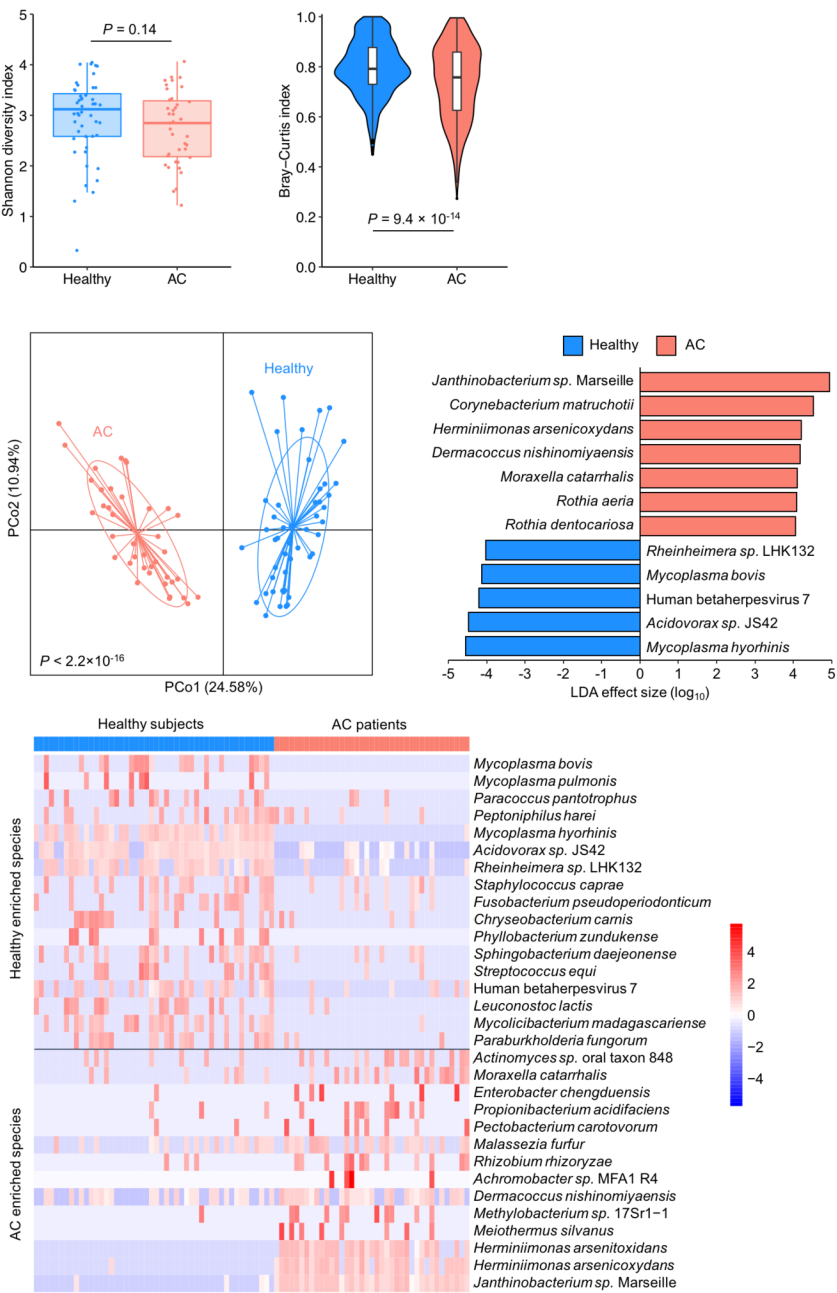 Shannon diversity index
5
4
3
2
1
0
P = 0.14
Healthy
AC
Bray–Curtis index
1.0
0.8
0.6
0.4
0.2
0.0
P = 9.4 × 10-14
Healthy
AC
PCo2 (10.94%)
AC
Healthy
P < 2.2×10-16
PCo1 (24.58%)
Healthy
AC
Janthinobacterium sp. Marseille
Corynebacterium matruchotii
Herminiimonas arsenicoxydans
Dermacoccus nishinomiyaensis
Moraxella catarrhalis
Rothia aeria
Rothia dentocariosa
Rheinheimera sp. LHK132
Mycoplasma bovis
Human betaherpesvirus 7
Acidovorax sp. JS42
Mycoplasma hyorhinis
-5 -4 -3 -2 -1 0 1 2 3 4 5
LDA effect size (log10)
Healthy subjects
AC patients
Healthy enriched species
AC enriched species
Mycoplasma bovis
Mycoplasma pulmonis
Paracoccus pantotrophus
Peptoniphilus harei
Mycoplasma hyorhinis
Acidovorax sp. JS42
Rheinheimera sp. LHK132
Staphylococcus caprae
Fusobacterium pseudoperiodonticum
Chryseobacterium carnis
Phyllobacterium zundukense
Sphingobacterium daejeonense
Streptococcus equi
Human betaherpesvirus 7
Leuconostoc lactis
Mycolicibacterium madagascariense
Paraburkholderia fungorum
Actinomyces sp. oral taxon 848
Moraxella catarrhalis
Enterobacter chengduensis
Propionibacterium acidifaciens
Pectobacterium carotovorum
Malassezia furfur
Rhizobium rhizoryzae
Achromobacter sp. MFA1 R4
Dermacoccus nishinomiyaensis
Methylobacterium sp. 17Sr1−1
Meiothermus silvanus
Herminiimonas arsenitoxidans
Herminiimonas arsenicoxydans
Janthinobacterium sp. Marseille
4
2
0
−2
−4